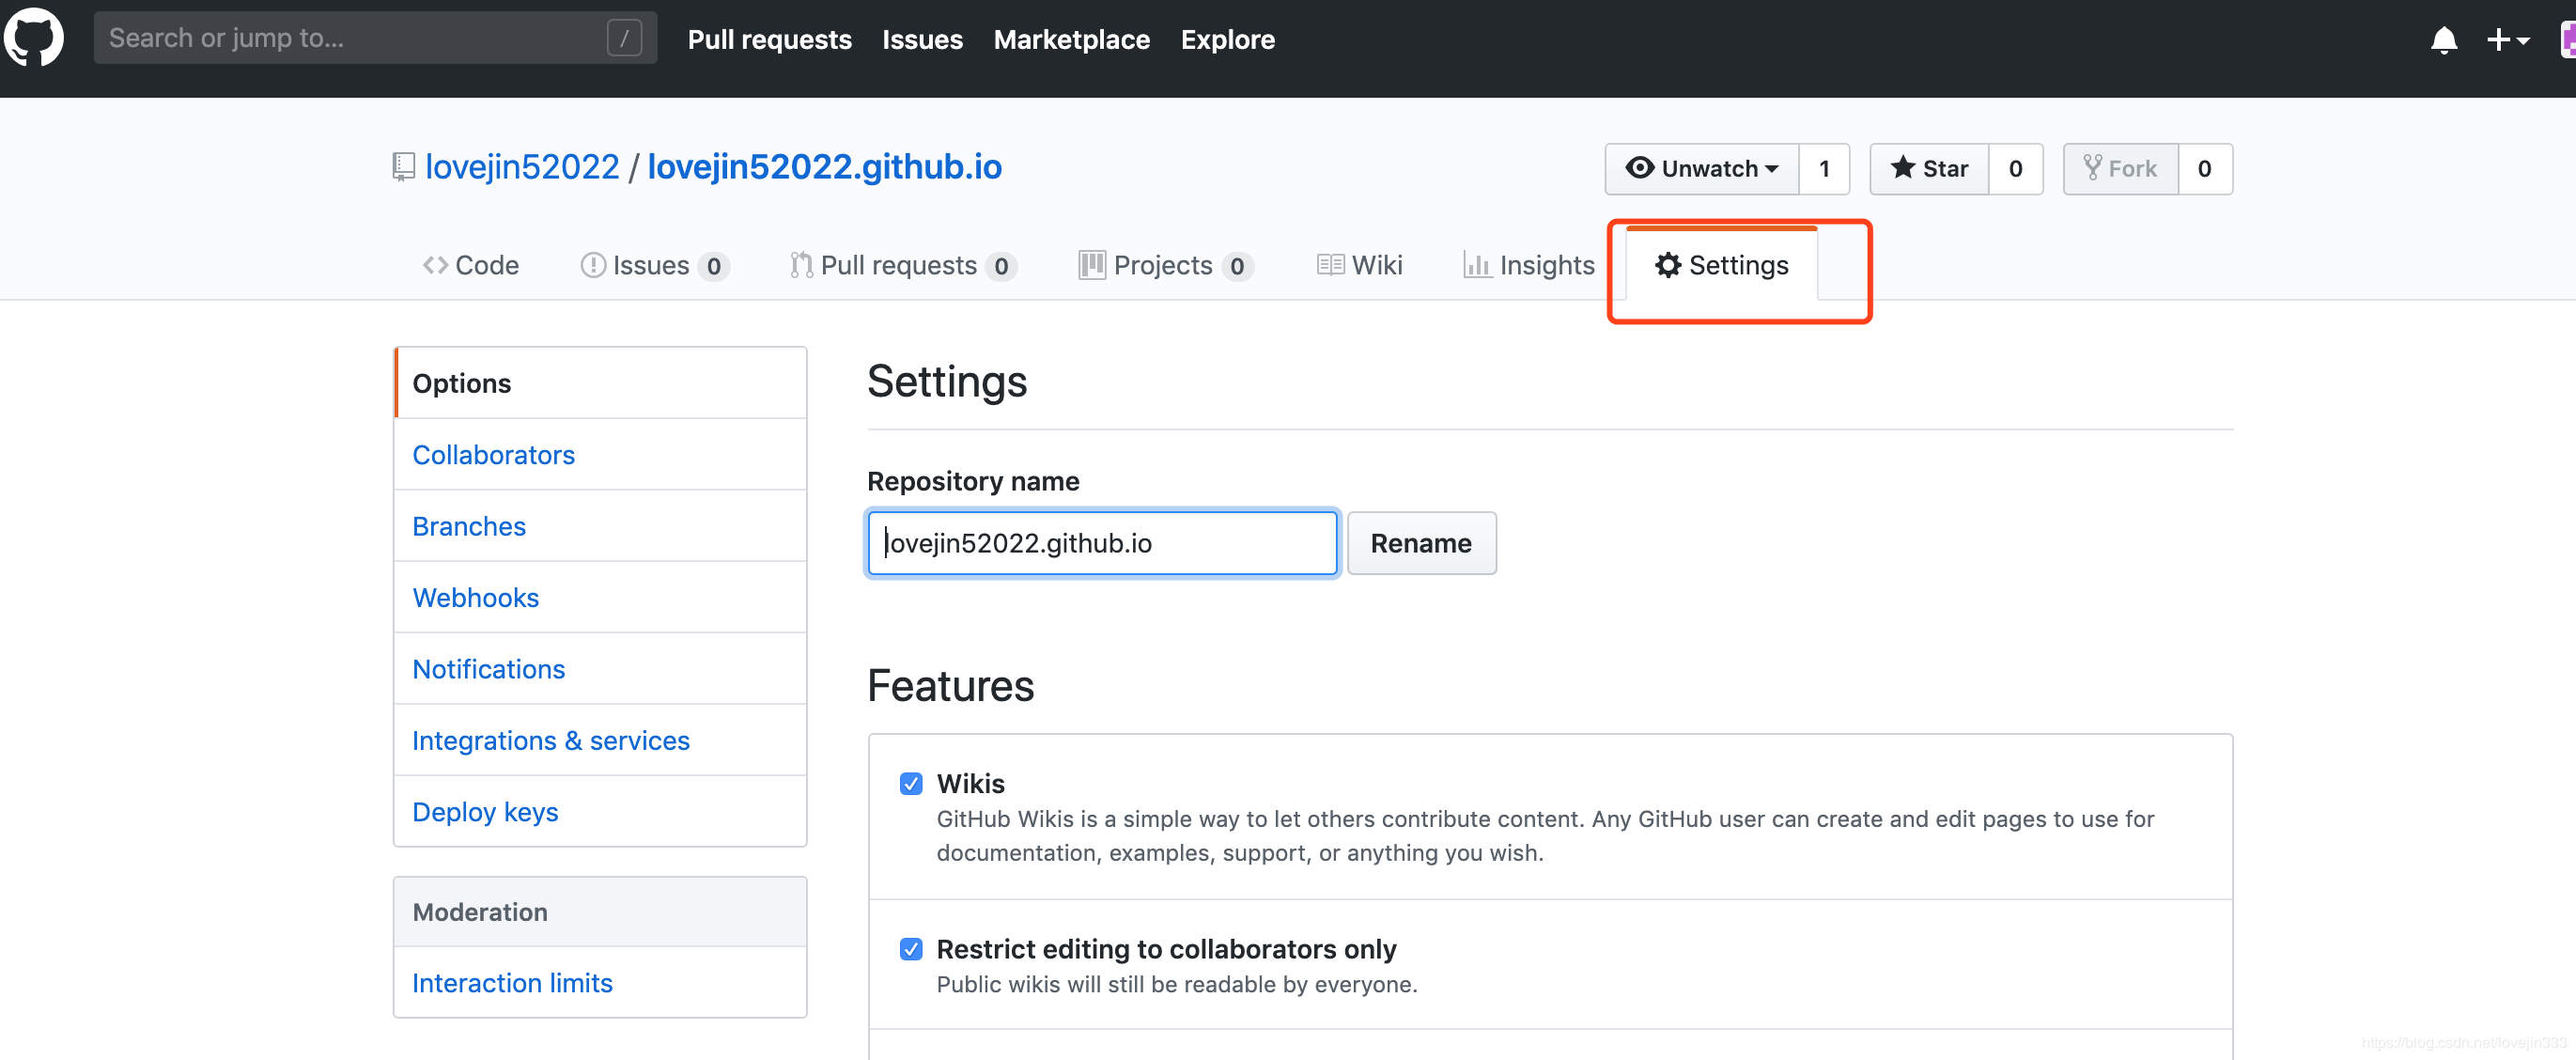 Search or jump to... /
Pull requests Issues Marketplace Explore
lovejin52022 / lovejin52022.github.io
Unwatch 1 Star 0 Fork 0
Code Issues 0 Pull requests 0 Projects 0 Wiki Insights Settings
Options
Collaborators
Branches
Webhooks
Notifications
Integrations & services
Deploy keys
Moderation
Interaction limits
Settings
Repository name
lovejin52022.github.io Rename
Features
Wikis
GitHub Wikis is a simple way to let others contribute content. Any GitHub user can create and edit pages to use for
documentation, examples, support, or anything you wish.
Restrict editing to collaborators only
Public wikis will still be readable by everyone.
https://blog.csdn.net/lovejin333